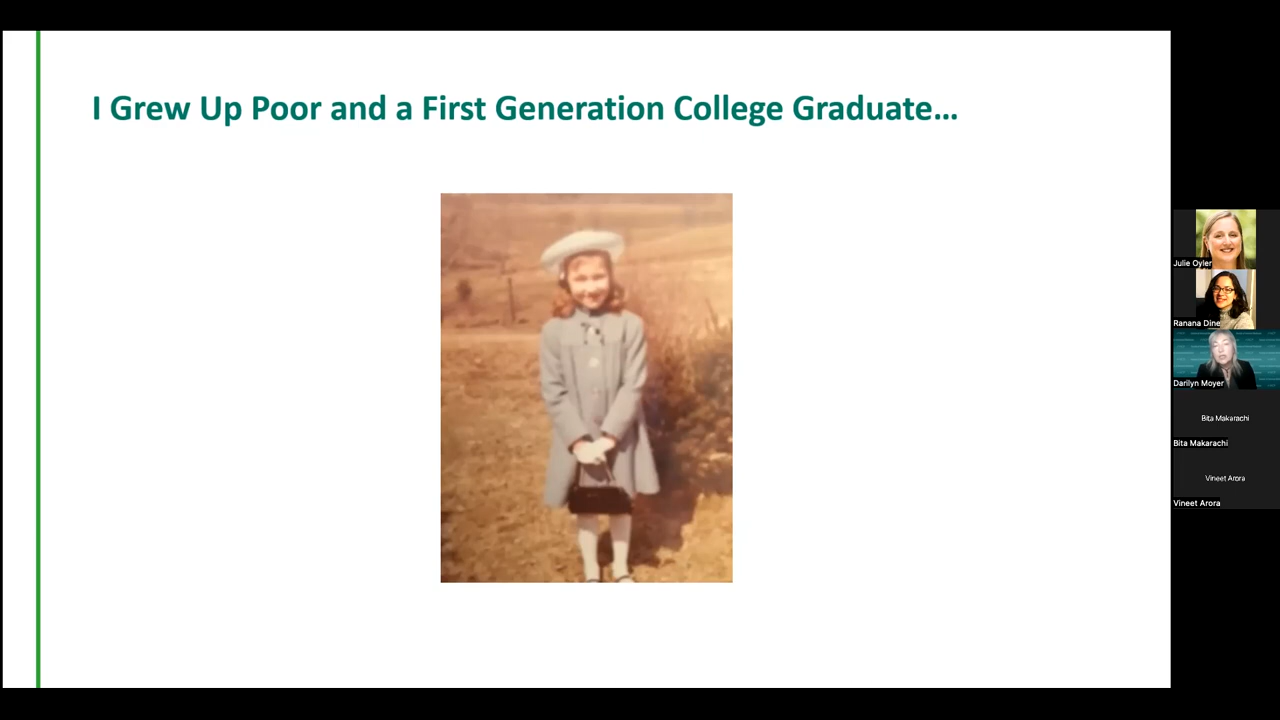 I Grew Up Poor and a First Generation College Graduate...
Julie Oyler
Ranana Dine
Darilyn Moyer
Bita Makarachi
Bita Makarachi
Vineet Arora
Vineet Arora